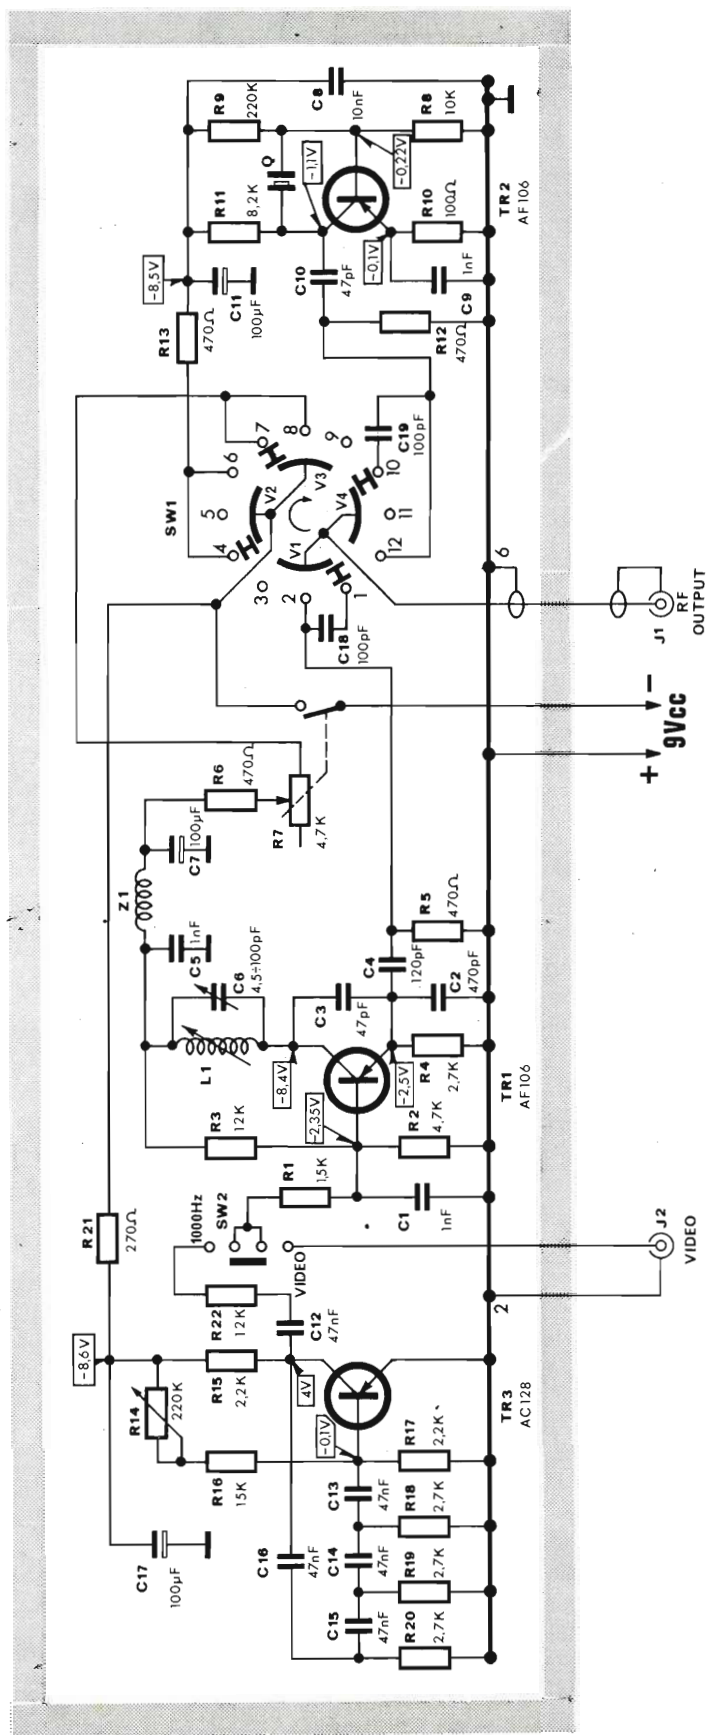 C17
100µF
R14
220K
R16
15K
-8,6V
R15
2,2K
R22
12K
R21
270Ω
1000Hz
SW2
VIDEO
C12
47nF
4V
-0,1V
C16
47nF
C15
47nF
C14
47nF
C13
47nF
R20
2,7K
R19
2,7K
R18
2,7K
R17
2,2K
TR3
AC128
2
J2
VIDEO
R1
1,5K
C1
1nF
R3
12K
R2
4,7K
-2,35V
-8,4V
-2,5V
L1
C6
4,5÷100pF
C5
1nF
Z1
C7
100µF
C3
47pF
R4
2,7K
C2
470pF
C4
120pF
R5
470Ω
TR1
AF106
R6
470Ω
R7
4,7K
+
9Vcc
-
SW1
1
2
3
4
5
6
7
8
9
10
11
12
V1
V2
V3
V4
C18
100pF
C19
100pF
6
J1
RF
OUTPUT
R13
470Ω
-8,5V
C11
100µF
R11
8,2K
R9
220K
Q
C8
10nF
C10
47pF
-1,1V
-0,22V
-0,1V
R12
470Ω
C9
1nF
R10
100Ω
R8
10K
TR2
AF106